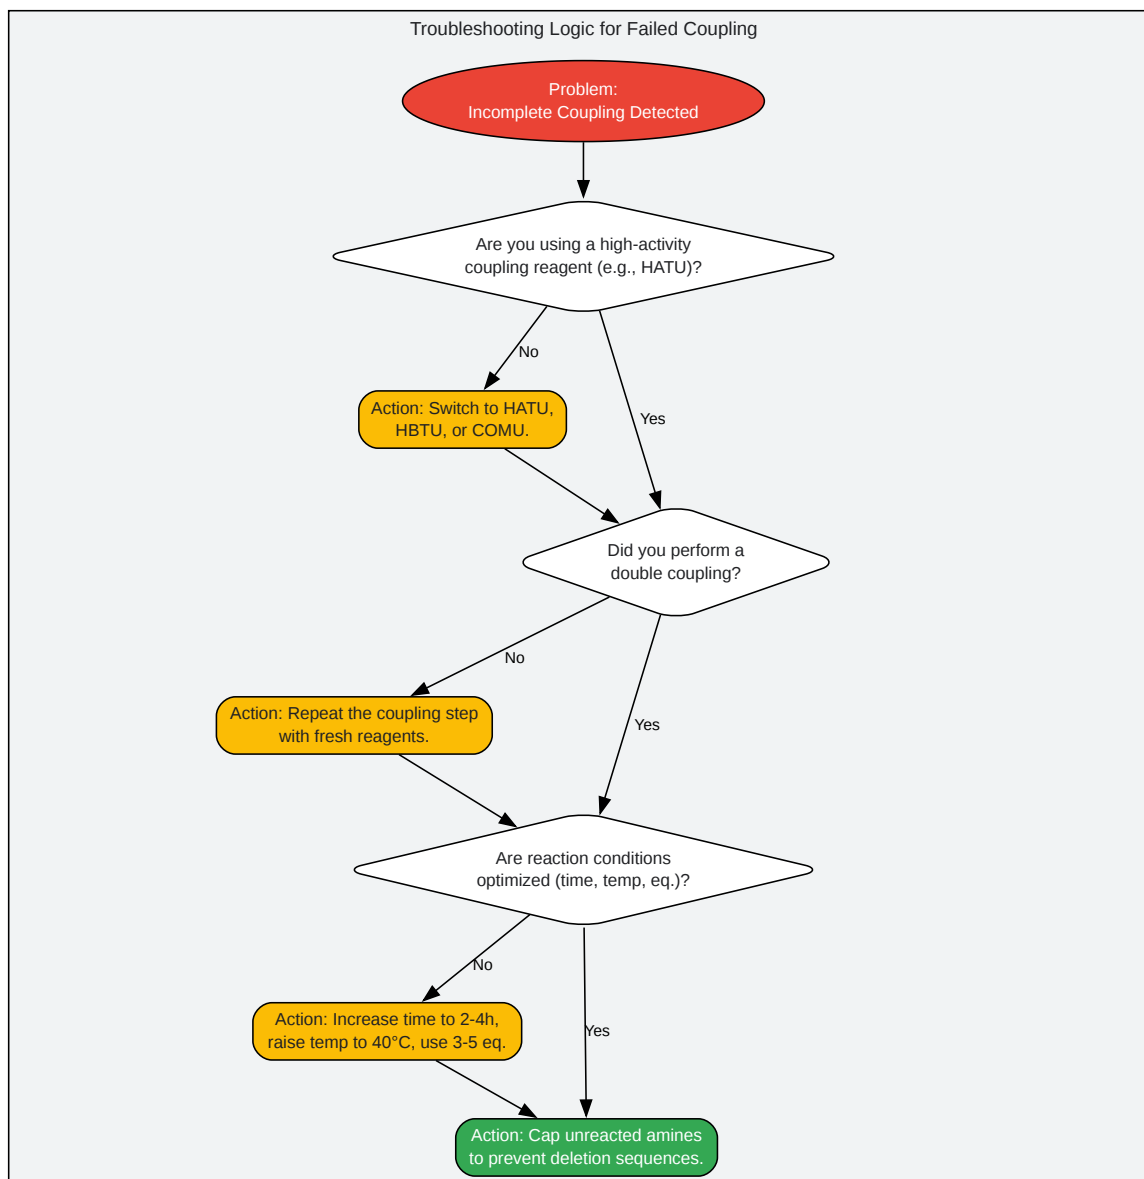 Troubleshooting Logic for Failed Coupling
Problem:
Incomplete Coupling Detected
Are you using a high-activity
coupling reagent (e.g., HATU)?
No
Action: Switch to HATU,
HBTU, or COMU.
Yes
Did you perform a
double coupling?
No
Action: Repeat the coupling step
with fresh reagents.
Yes
Are reaction conditions
optimized (time, temp, eq.)?
No
Action: Increase time to 2-4h,
raise temp to 40°C, use 3-5 eq.
Yes
Action: Cap unreacted amines
to prevent deletion sequences.